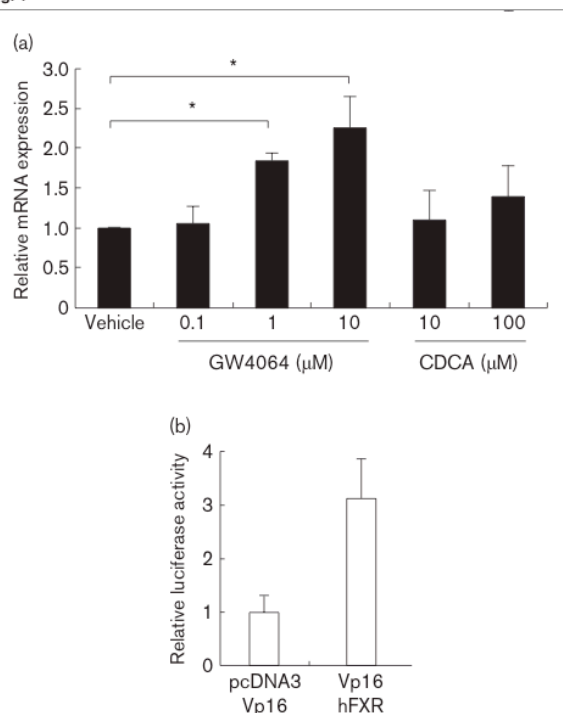 (a)
*
*
3.0
2.5
2.0
1.5
1.0
0.5
0
Relative mRNA expression
Vehicle 0.1 1 10 10 100
GW4064 (μM) CDCA (μM)
(b)
4
3
2
1
0
Relative luciferase activity
pcDNA3 Vp16
Vp16 hFXR